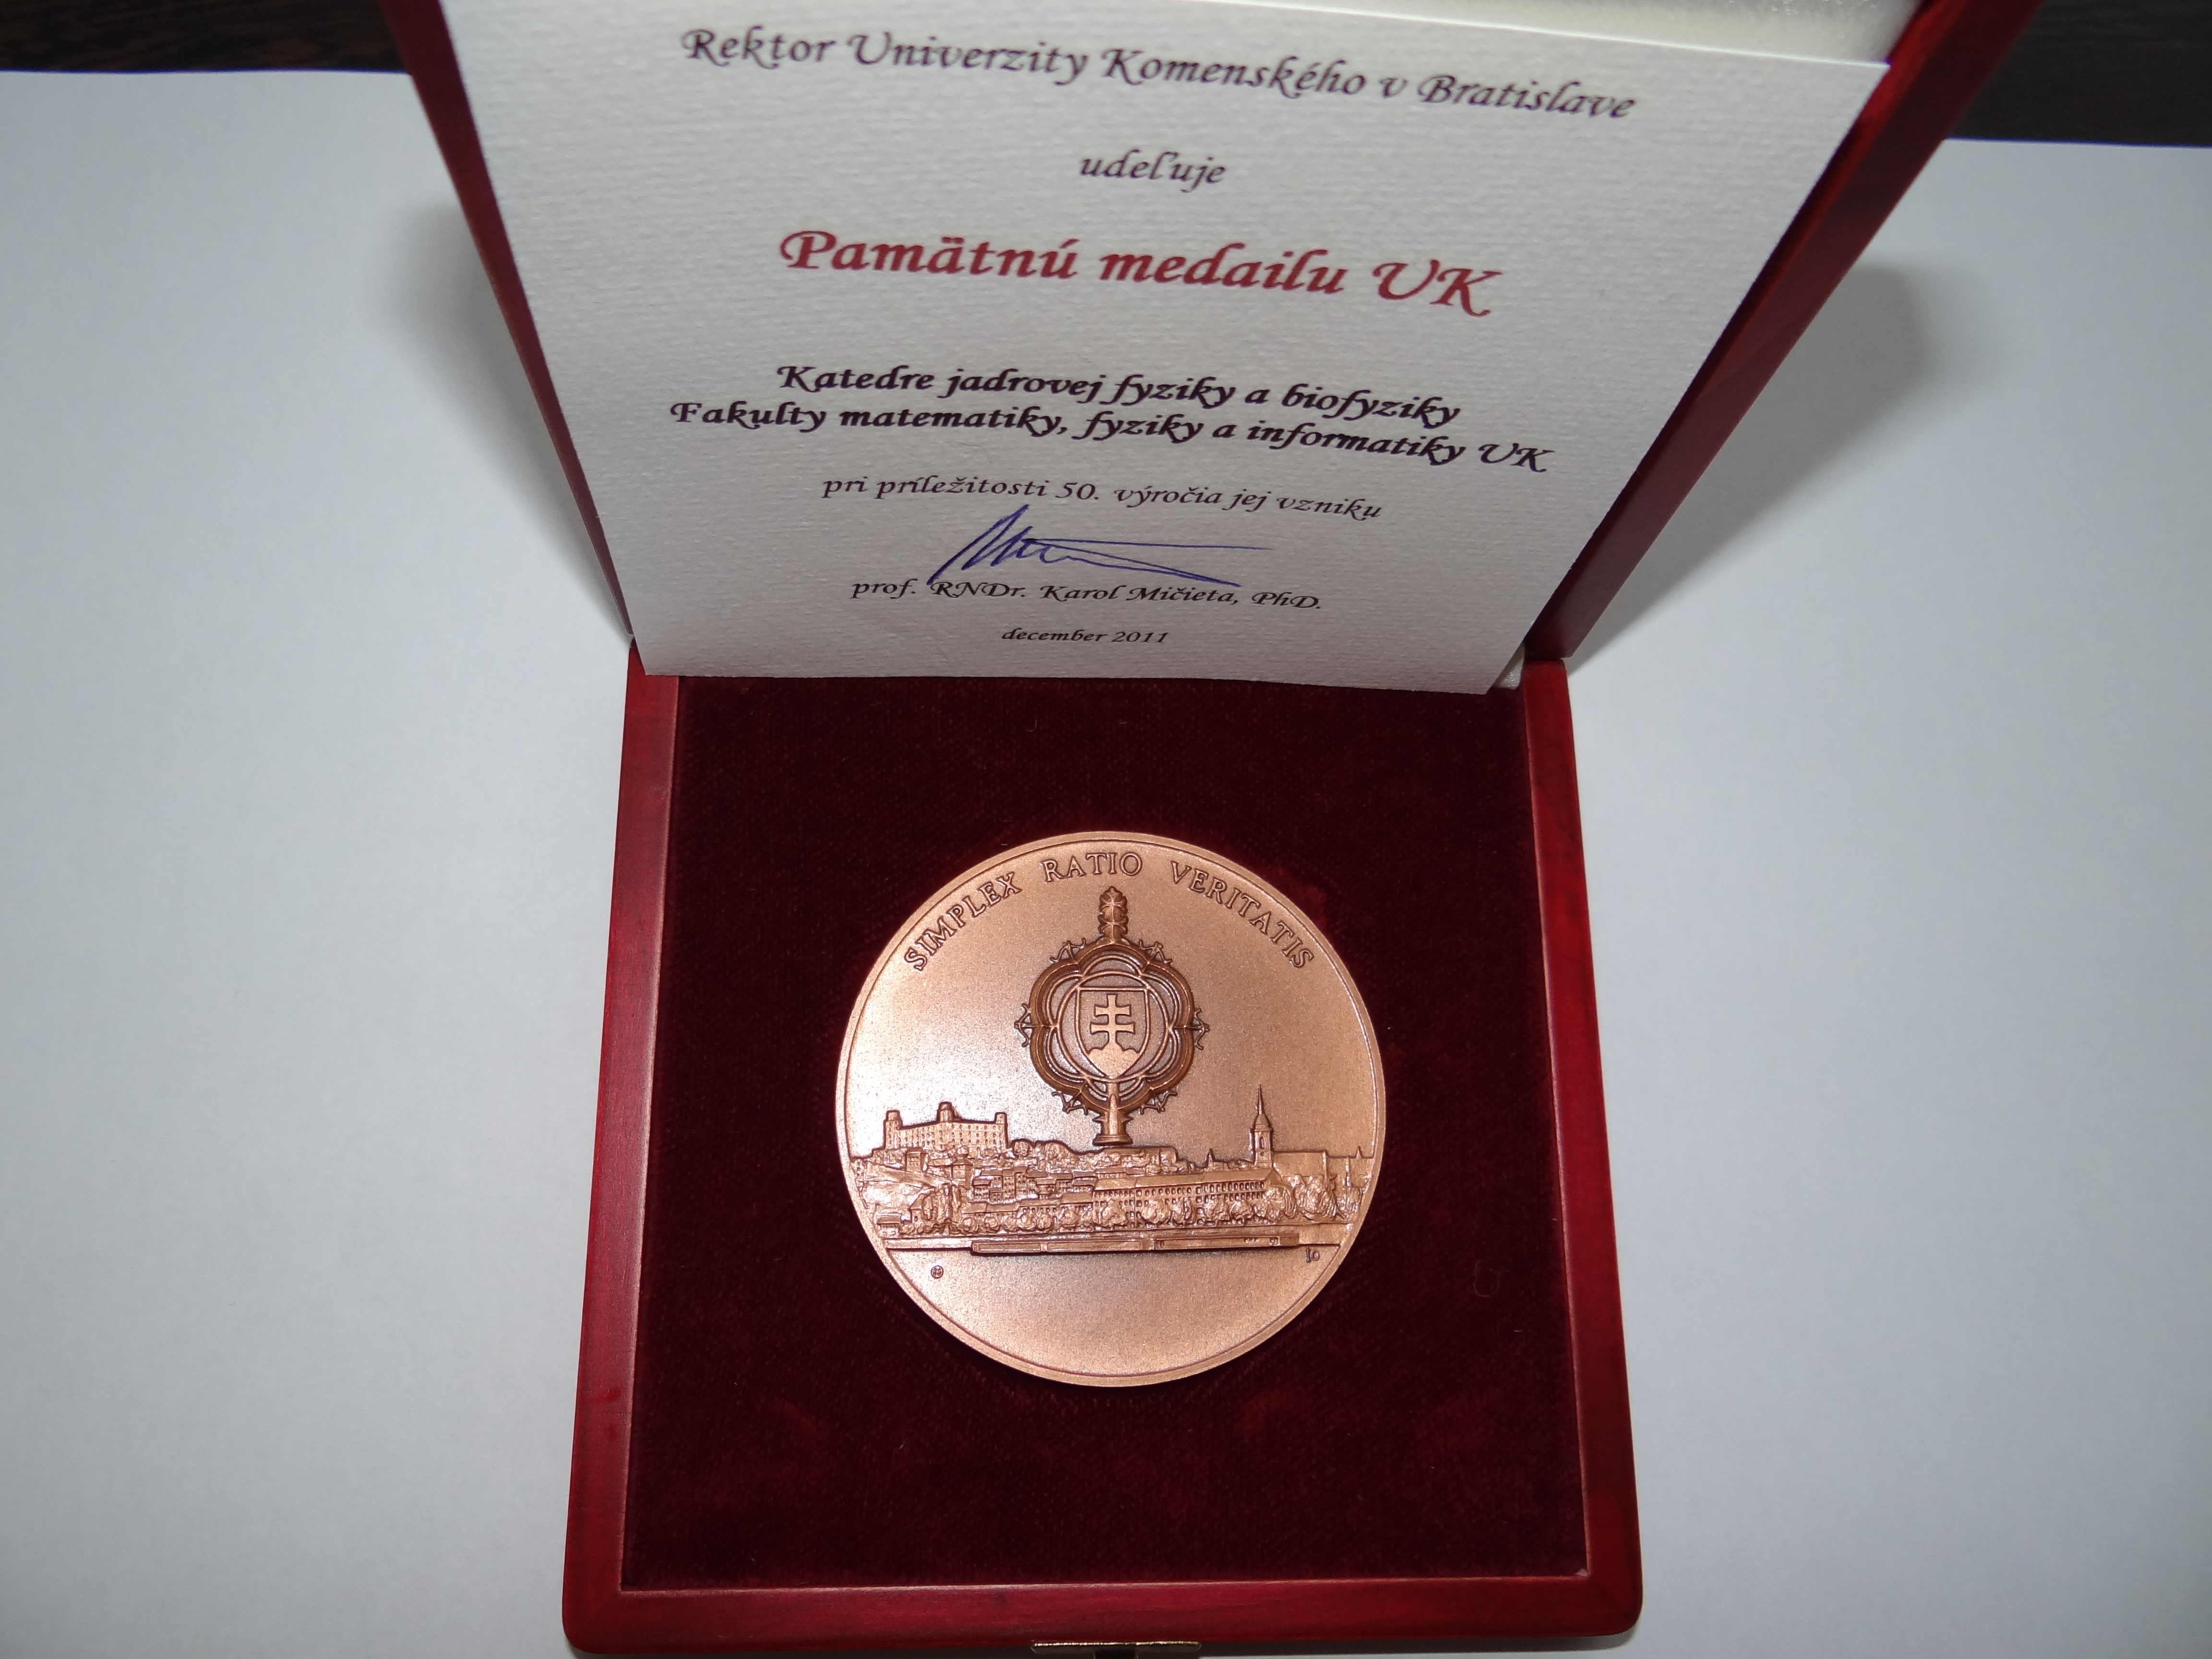 Rektor Univerzity Komenského v Bratislave
udeľuje
Pamätnú medailu UK
Katedre jadrovej fyziky a biofyziky
Fakulty matematiky, fyziky a informatiky UK
pri príležitosti 50. výročia jej vzniku
prof. RNDr. Karol Mičieta, PhD.
december 2011
SIMPLEX RATIO VERITATIS